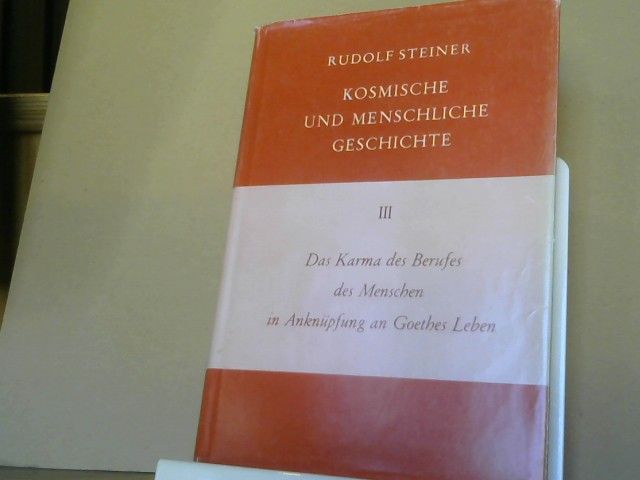 RUDOLF STEINER
KOSMISCHE
UND MENSCHLICHE
GESCHICHTE
III
Das Karma des Berufes
des Menschen
in Anknüpfung an Goethes Leben